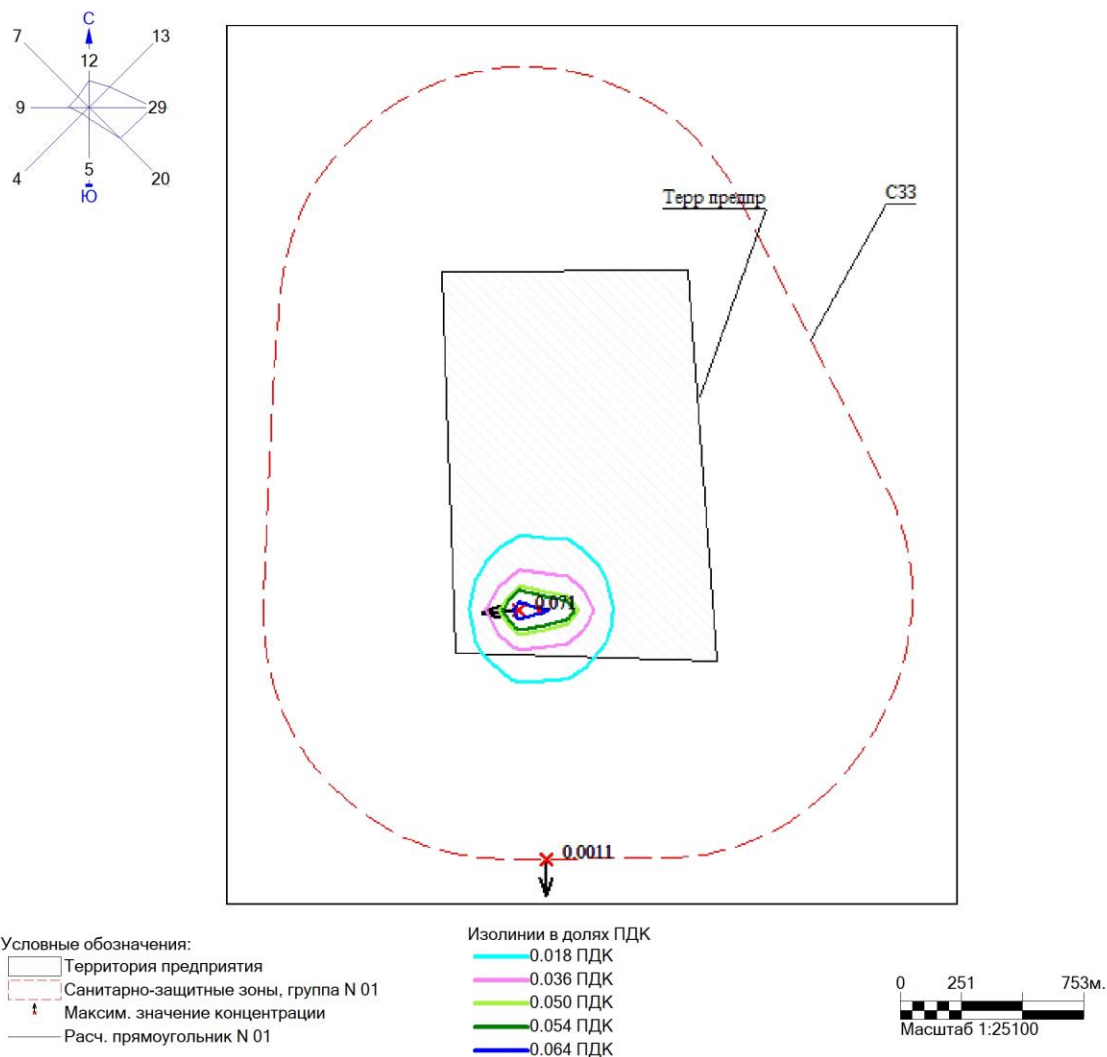 С
7
13
12
9
29
4
5
20
Ю
Терр предпр
СЗЗ
0.071
0.0011
Условные обозначения:
Территория предприятия
Санитарно-защитные зоны, группа N 01
Максим. значение концентрации
Расч. прямоугольник N 01
Изолинии в долях ПДК
0.018 ПДК
0.036 ПДК
0.050 ПДК
0.054 ПДК
0.064 ПДК
0 251 753м.
Масштаб 1:25100